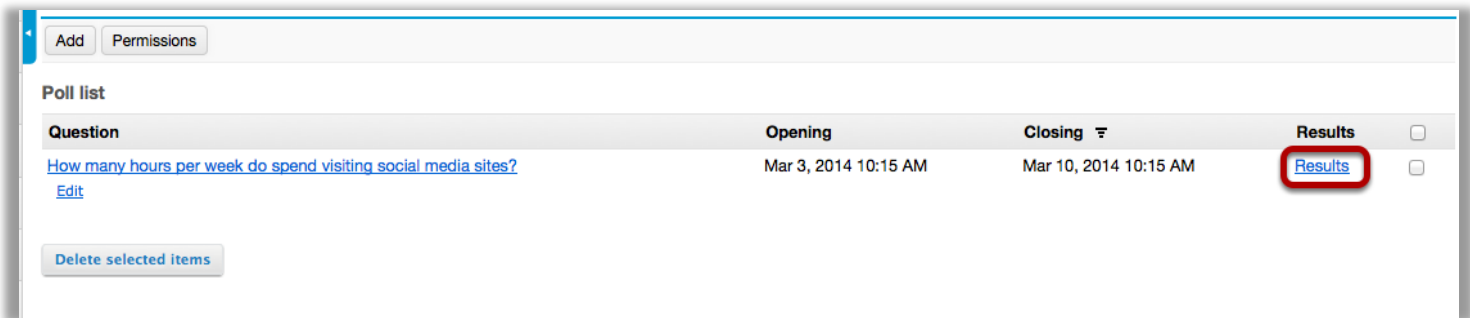 Add Permissions
Poll list
Question Opening Closing Results
How many hours per week do spend visiting social media sites? Mar 3, 2014 10:15 AM Mar 10, 2014 10:15 AM Results
Edit
Delete selected items